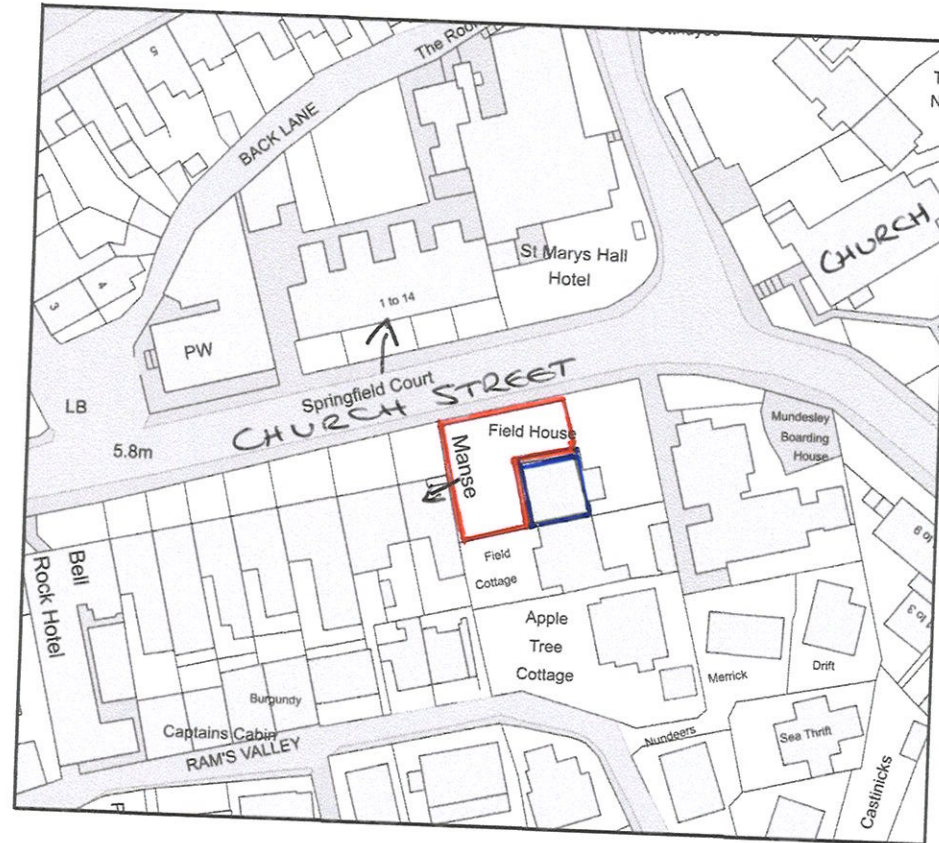 5
BACK LANE
The
3
4
1 to 14
PW
LB
5.8m
St Marys Hall
Hotel
CHURCH
Springfield Court
CHURCH STREET
Field House
Manse
Mundesley
Boarding
House
Field
Cottage
Bell
Rock Hotel
Apple
Tree
Cottage
Merrick
Drift
Burgundy
Captains Cabin
RAM'S VALLEY
Nundeers
Sea Thrift
Castinicks